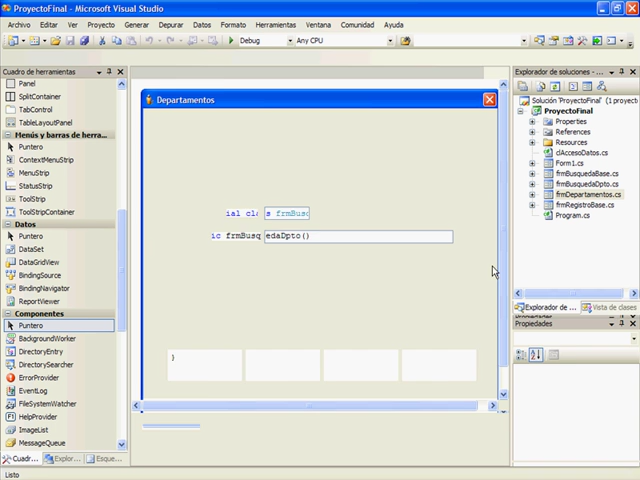 ProyectoFinal - Microsoft Visual Studio
Archivo Editar Ver Proyecto Generar Depurar Datos Formato Herramientas Ventana Comunidad Ayuda
Debug Any CPU
Cuadro de herramientas
Panel
SplitContainer
TabControl
TableLayoutPanel
Menús y barras de herra...
Puntero
ContextMenuStrip
MenuStrip
StatusStrip
ToolStrip
ToolStripContainer
Datos
Puntero
DataSet
DataGridView
BindingSource
BindingNavigator
ReportViewer
Componentes
Puntero
BackgroundWorker
DirectoryEntry
DirectorySearcher
ErrorProvider
EventLog
FileSystemWatcher
HelpProvider
ImageList
MessageQueue
Cuadr... Explor... Esque...
Departamentos
ial cl s frmBusq
ic frmBusq edaDpto()
}
Explorador de soluciones - ...
Solución 'ProyectoFinal' (1 proyect
ProyectoFinal
Properties
References
Resources
clAccesoDatos.cs
Form1.cs
frmBusquedaBase.cs
frmBusquedaDpto.cs
frmDepartamentos.cs
frmRegistroBase.cs
Program.cs
Explorador de ... Vista de clases
Propiedades
Listo